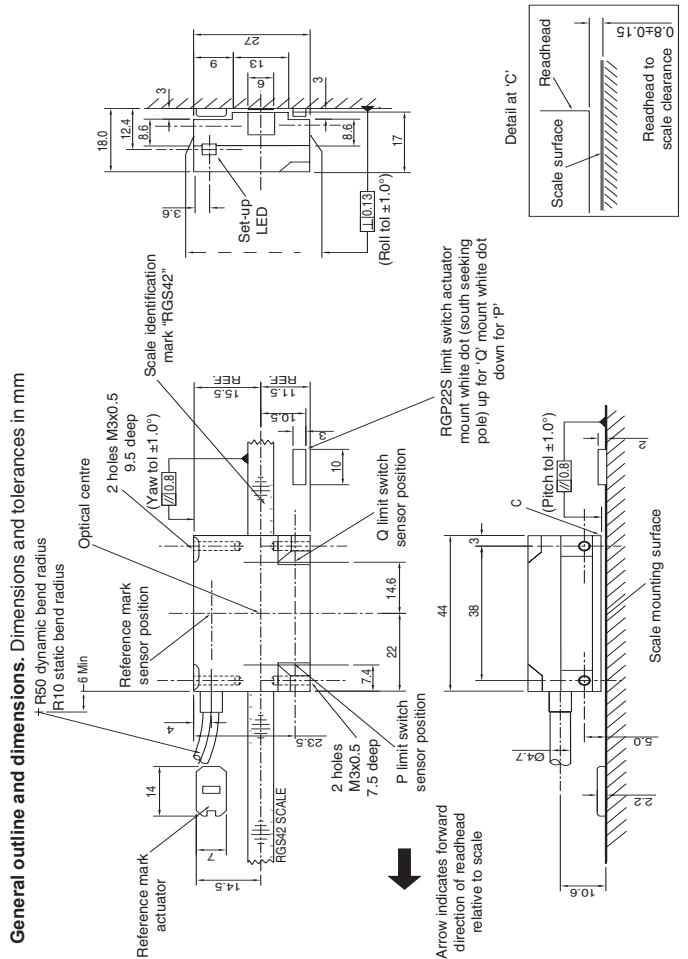 General outline and dimensions. Dimensions and tolerances in mm
R50 dynamic bend radius
R10 static bend radius
6 Min
Optical centre
2 holes M3x0.5
9.5 deep
(Yaw tol ±1.0°)
// 0.8
Scale identification
mark "RGS42"
Reference mark
sensor position
14
7
14.5
4
23.5
Reference mark
actuator
RGS42 SCALE
2 holes
M3x0.5
7.5 deep
P limit switch
sensor position
7.4
22
14.6
Q limit switch
sensor position
15.5
REF.
11.5
REF.
10.5
3
10
RGP22S limit switch actuator
mount white dot (south seeking
pole) up for 'Q' mount white dot
down for 'P'
Arrow indicates forward
direction of readhead
relative to scale
44
38
3
C
(Pitch tol ±1.0°)
// 0.8
2
Ø4.7
5.0
2.2
10.6
Scale mounting surface
18.0
12.4
8.6
3
27
9
13
6
3
8.6
17
3.6
Set-up
LED
⊥ 0.13
(Roll tol ±1.0°)
Detail at 'C'
Readhead
Scale surface
0.8±0.15
Readhead to
scale clearance